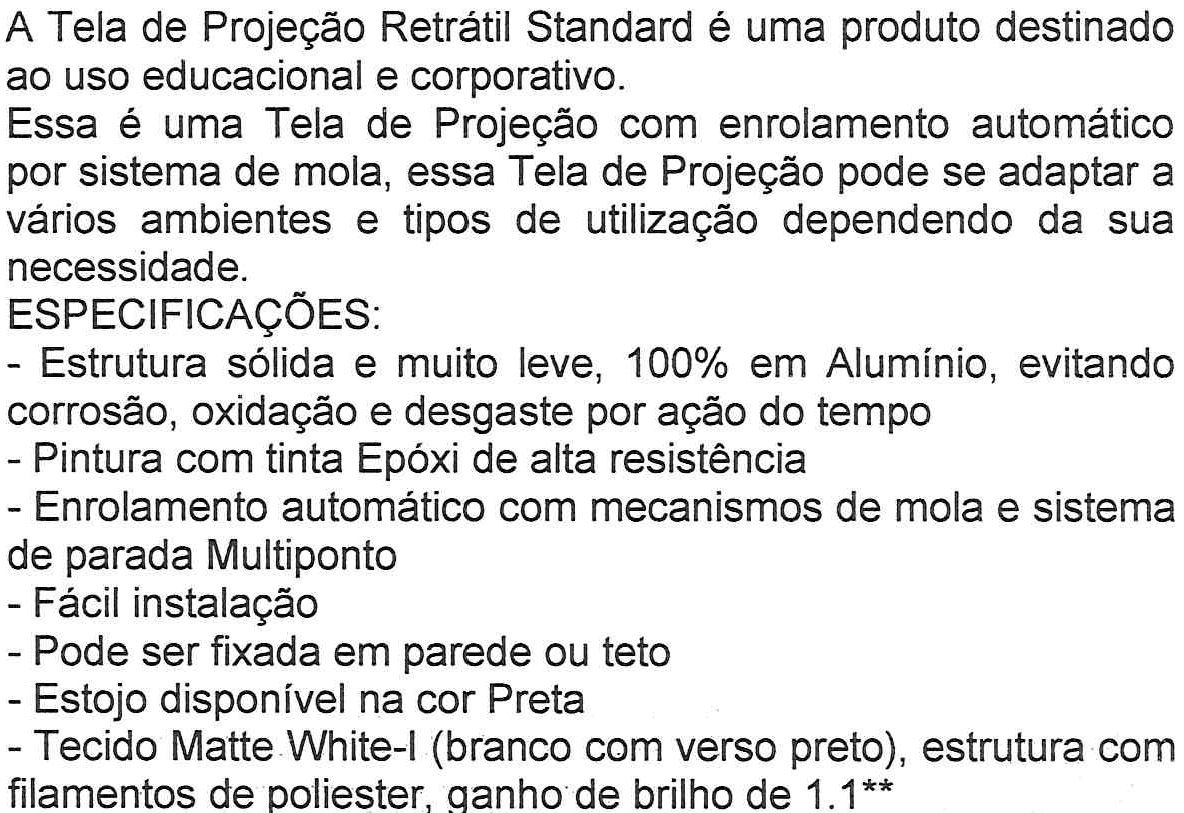 A Tela de Projeção Retrátil Standard é uma produto destinado
ao uso educacional e corporativo.
Essa é uma Tela de Projeção com enrolamento automático
por sistema de mola, essa Tela de Projeção pode se adaptar a
vários ambientes e tipos de utilização dependendo da sua
necessidade.
ESPECIFICAÇÕES:
- Estrutura sólida e muito leve, 100% em Alumínio, evitando
corrosão, oxidação e desgaste por ação do tempo
- Pintura com tinta Epóxi de alta resistência
- Enrolamento automático com mecanismos de mola e sistema
de parada Multiponto
- Fácil instalação
- Pode ser fixada em parede ou teto
- Estojo disponível na cor Preta
- Tecido Matte White-I (branco com verso preto), estrutura com
filamentos de poliester, ganho de brilho de 1.1**